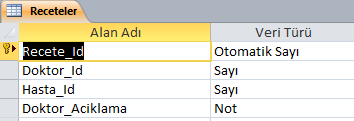 Receteler
Alan Adı Veri Türü
Recete_Id Otomatik Sayı
Doktor_Id Sayı
Hasta_Id Sayı
Doktor_Aciklama Not